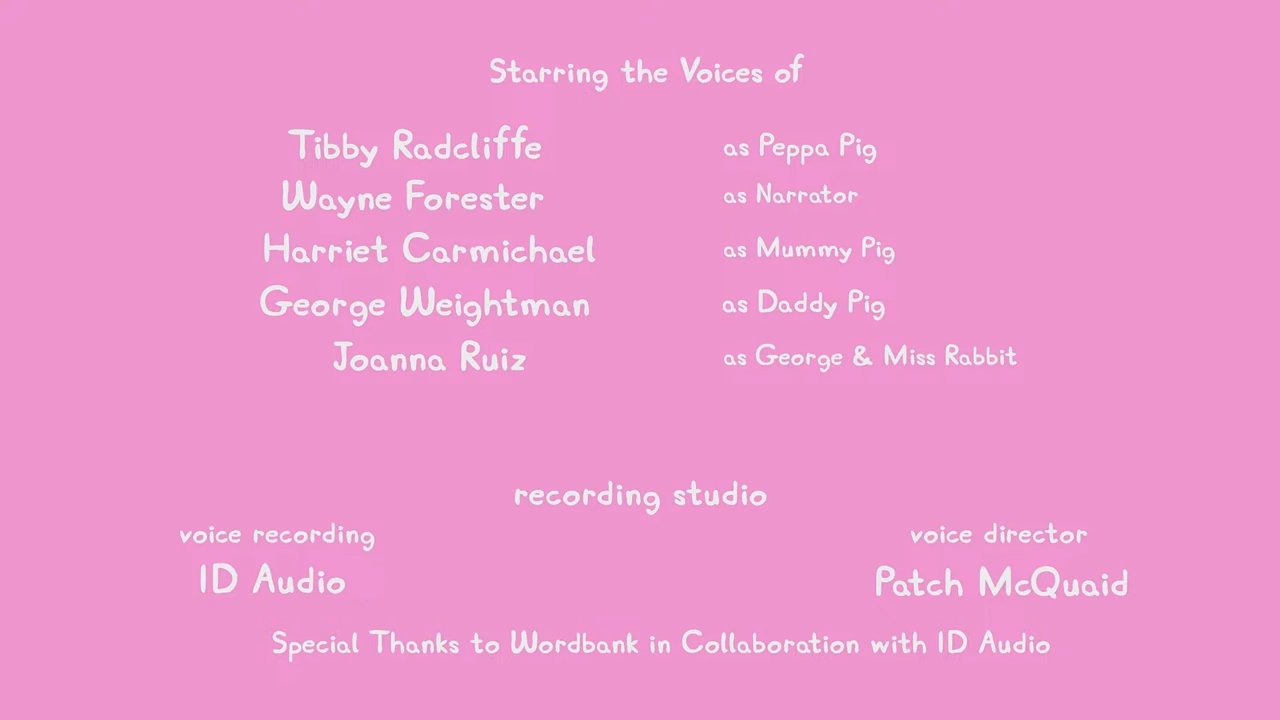 Starring the Voices of
Tibby Radcliffe as Peppa Pig
Wayne Forester as Narrator
Harriet Carmichael as Mummy Pig
George Weightman as Daddy Pig
Joanna Ruiz as George & Miss Rabbit
recording studio
voice recording voice director
ID Audio Patch McQuaid
Special Thanks to Wordbank in Collaboration with ID Audio